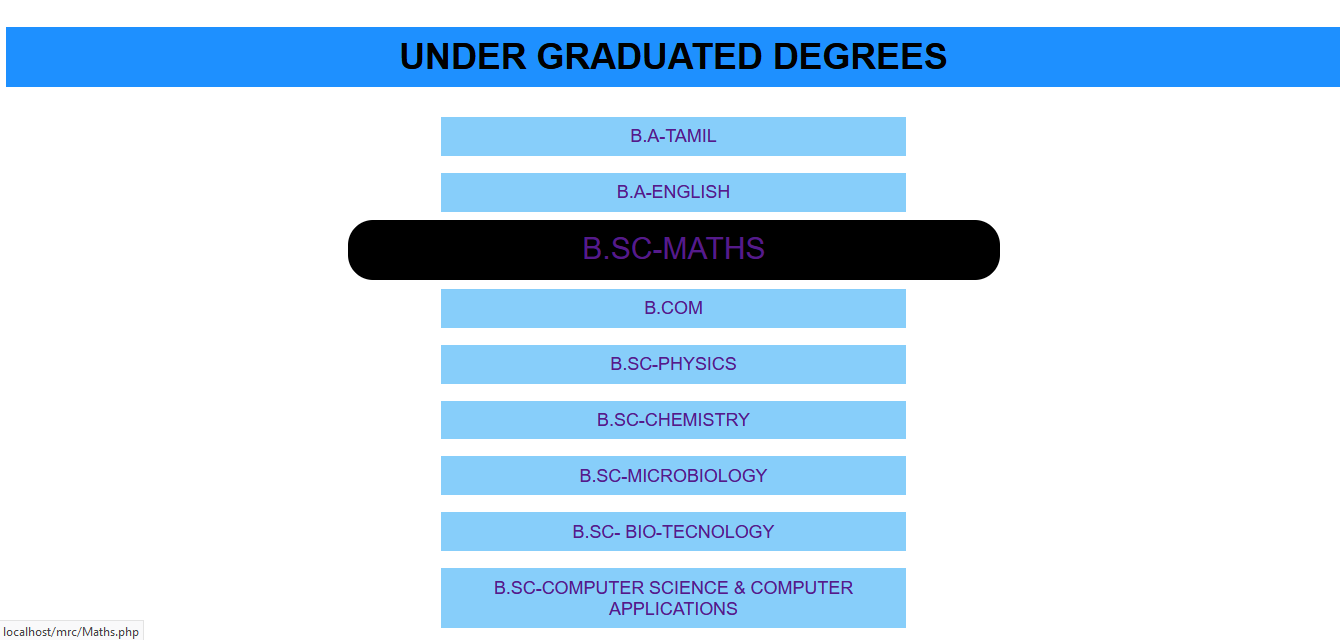 UNDER GRADUATED DEGREES
B.A-TAMIL
B.A-ENGLISH
B.SC-MATHS
B.COM
B.SC-PHYSICS
B.SC-CHEMISTRY
B.SC-MICROBIOLOGY
B.SC- BIO-TECNOLOGY
B.SC-COMPUTER SCIENCE & COMPUTER
APPLICATIONS
localhost/mrc/Maths.php